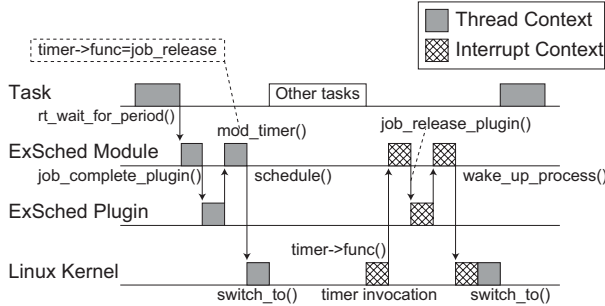 Thread Context
Interrupt Context
timer->func=job_release
Task
Other tasks
rt_wait_for_period()
mod_timer()
job_release_plugin()
ExSched Module
job_complete_plugin()
schedule()
wake_up_process()
ExSched Plugin
timer->func()
Linux Kernel
switch_to()
timer invocation
switch_to()